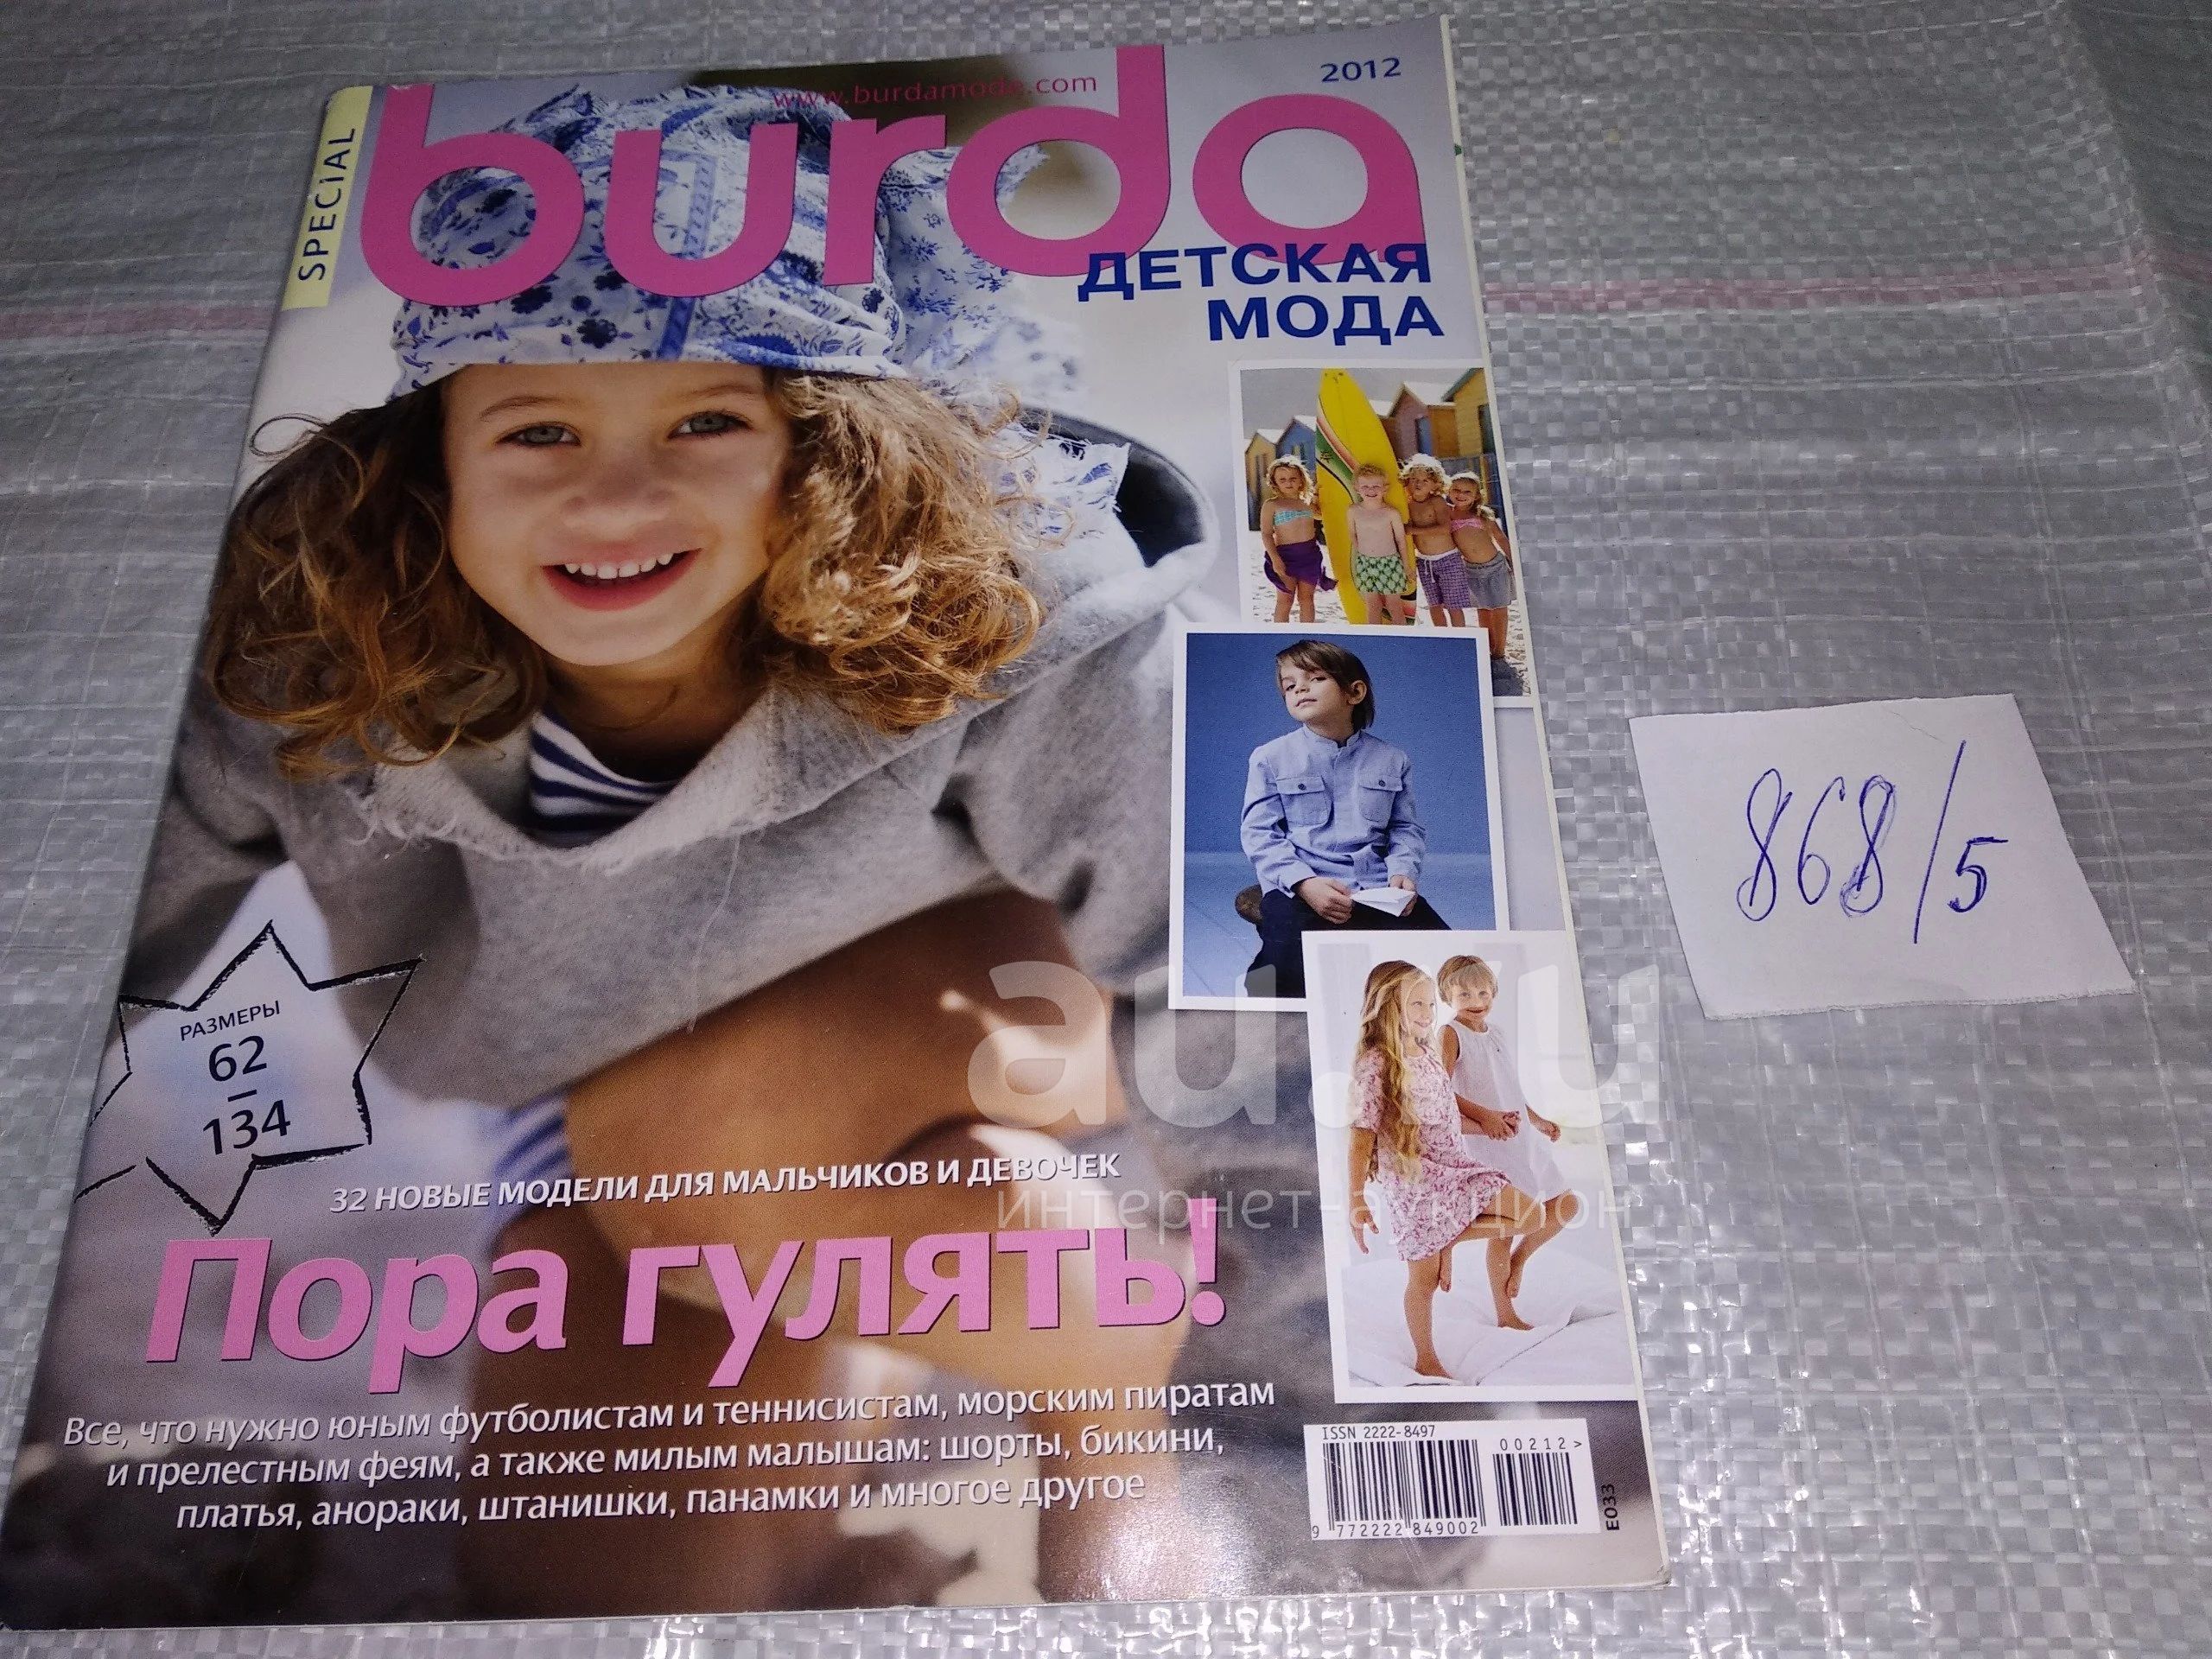 SPECIAL
www.burdamode.com
2012
burda
ДЕТСКАЯ
МОДА
868/5
РАЗМЕРЫ
62
–
134
32 НОВЫЕ МОДЕЛИ ДЛЯ МАЛЬЧИКОВ И ДЕВОЧЕК
Пора гулять!
Все, что нужно юным футболистам и теннисистам, морским пиратам
и прелестным феям, а также милым малышам: шорты, бикини,
платья, анораки, штанишки, панамки и многое другое
ISSN 2222-8497
00212>
9 772222 849002
E033
au.ru
интернет-аукцион